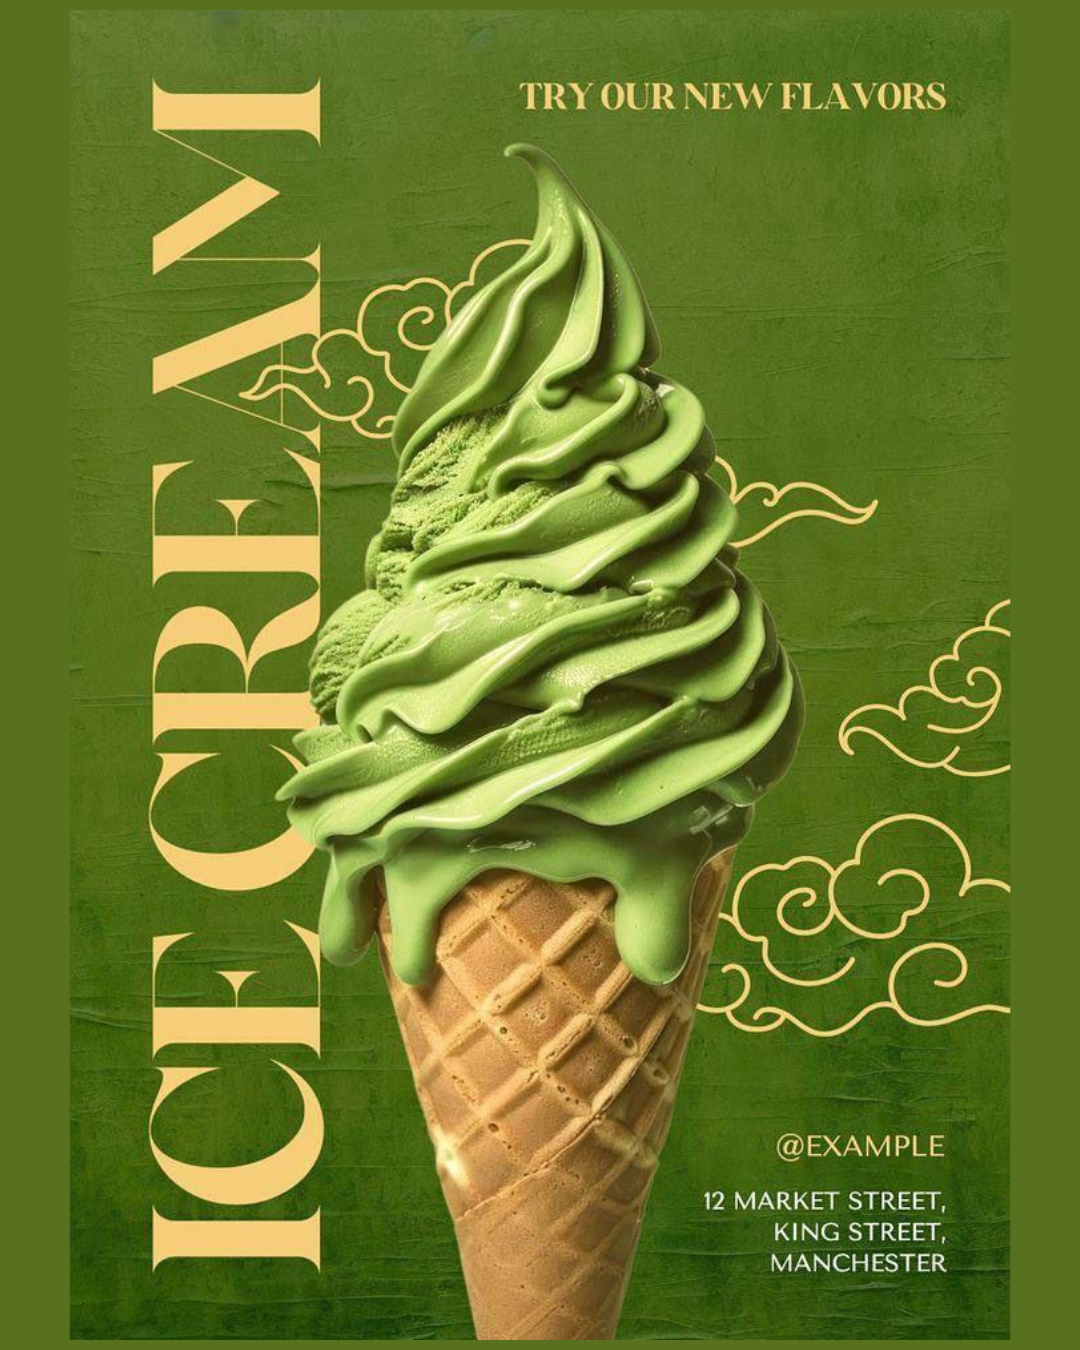 ICE CREAM
TRY OUR NEW FLAVORS
@EXAMPLE
12 MARKET STREET,
KING STREET,
MANCHESTER